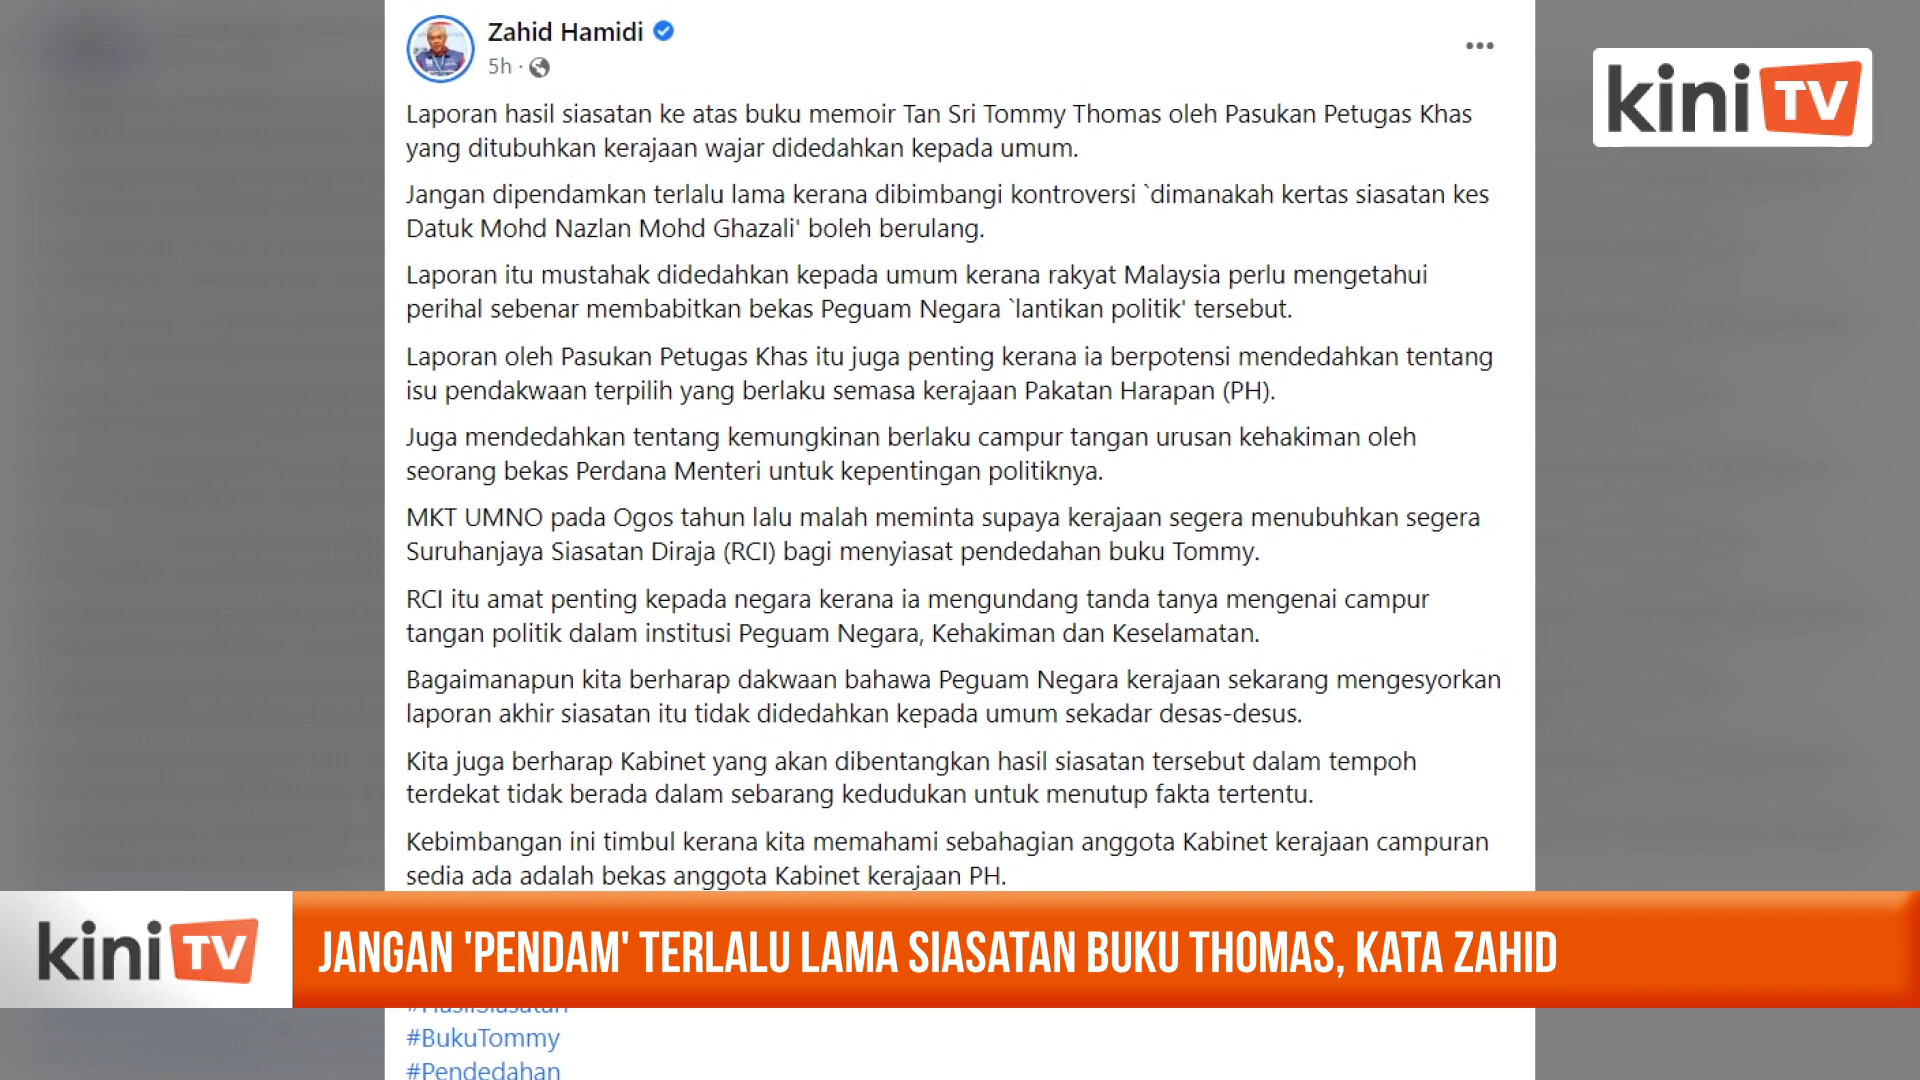 Zahid Hamidi
5h ·
kini TV
Laporan hasil siasatan ke atas buku memoir Tan Sri Tommy Thomas oleh Pasukan Petugas Khas
yang ditubuhkan kerajaan wajar didedahkan kepada umum.
Jangan dipendamkan terlalu lama kerana dibimbangi kontroversi `dimanakah kertas siasatan kes
Datuk Mohd Nazlan Mohd Ghazali' boleh berulang.
Laporan itu mustahak didedahkan kepada umum kerana rakyat Malaysia perlu mengetahui
perihal sebenar membabitkan bekas Peguam Negara `lantikan politik' tersebut.
Laporan oleh Pasukan Petugas Khas itu juga penting kerana ia berpotensi mendedahkan tentang
isu pendakwaan terpilih yang berlaku semasa kerajaan Pakatan Harapan (PH).
Juga mendedahkan tentang kemungkinan berlaku campur tangan urusan kehakiman oleh
seorang bekas Perdana Menteri untuk kepentingan politiknya.
MKT UMNO pada Ogos tahun lalu malah meminta supaya kerajaan segera menubuhkan segera
Suruhanjaya Siasatan Diraja (RCI) bagi menyiasat pendedahan buku Tommy.
RCI itu amat penting kepada negara kerana ia mengundang tanda tanya mengenai campur
tangan politik dalam institusi Peguam Negara, Kehakiman dan Keselamatan.
Bagaimanapun kita berharap dakwaan bahawa Peguam Negara kerajaan sekarang mengesyorkan
laporan akhir siasatan itu tidak didedahkan kepada umum sekadar desas-desus.
Kita juga berharap Kabinet yang akan dibentangkan hasil siasatan tersebut dalam tempoh
terdekat tidak berada dalam sebarang kedudukan untuk menutup fakta tertentu.
Kebimbangan ini timbul kerana kita memahami sebahagian anggota Kabinet kerajaan campuran
sedia ada adalah bekas anggota Kabinet kerajaan PH.
kini TV
JANGAN 'PENDAM' TERLALU LAMA SIASATAN BUKU THOMAS, KATA ZAHID
#HasilSiasatan
#BukuTommy
#Pendedahan